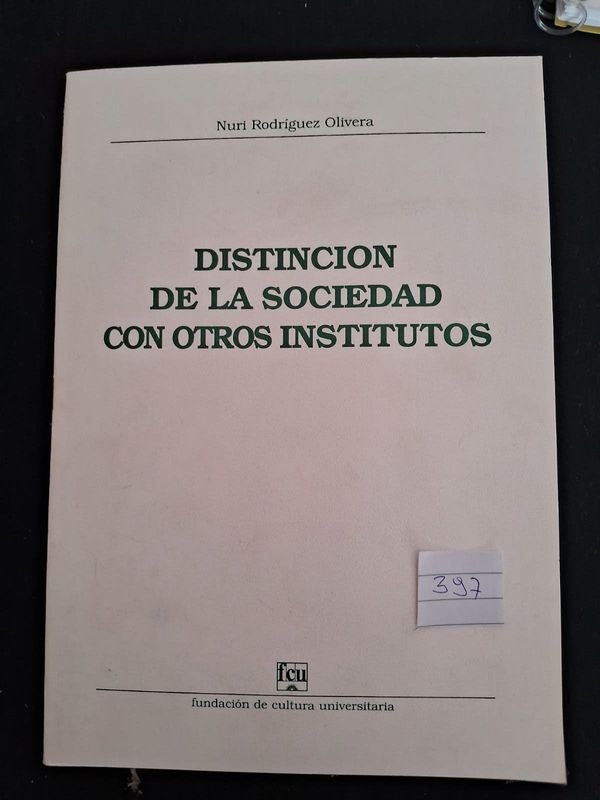 Nuri Rodríguez Olivera
DISTINCION
DE LA SOCIEDAD
CON OTROS INSTITUTOS
397
fcu
fundación de cultura universitaria